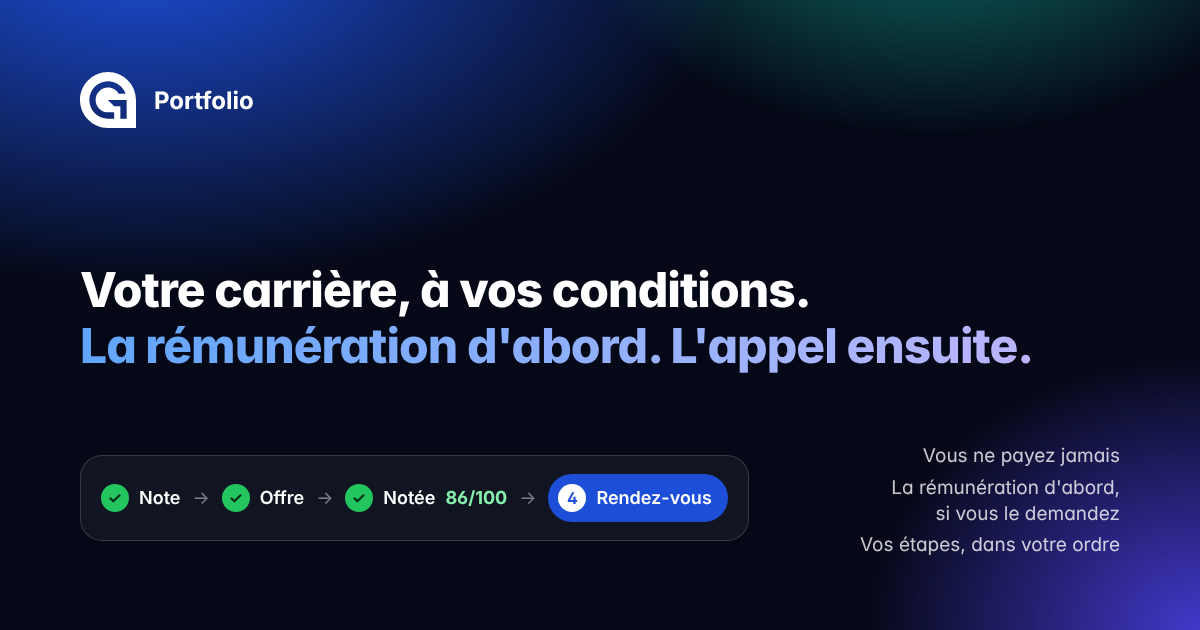 Portfolio
Votre carrière, à vos conditions.
La rémunération d'abord. L'appel ensuite.
Note → Offre → Notée 86/100 → 4 Rendez-vous
Vous ne payez jamais
La rémunération d'abord,
si vous le demandez
Vos étapes, dans votre ordre